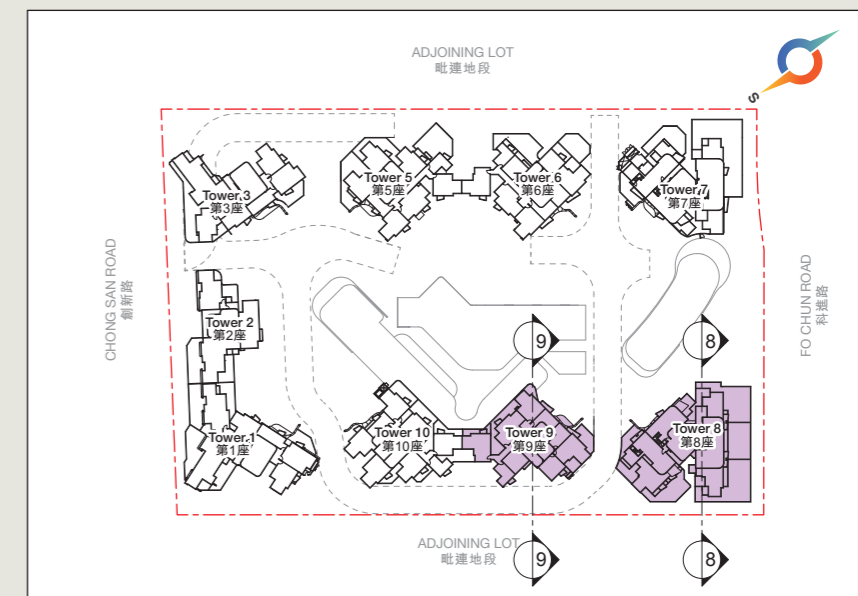 ADJOINING LOT
毗連地段
S
Tower 3
第3座
Tower 5
第5座
Tower 6
第6座
Tower 7
第7座
CHONG SAN ROAD
創新路
FO CHUN ROAD
科進路
Tower 2
第2座
9
8
Tower 1
第1座
Tower 10
第10座
Tower 9
第9座
Tower 8
第8座
ADJOINING LOT
毗連地段
9
8